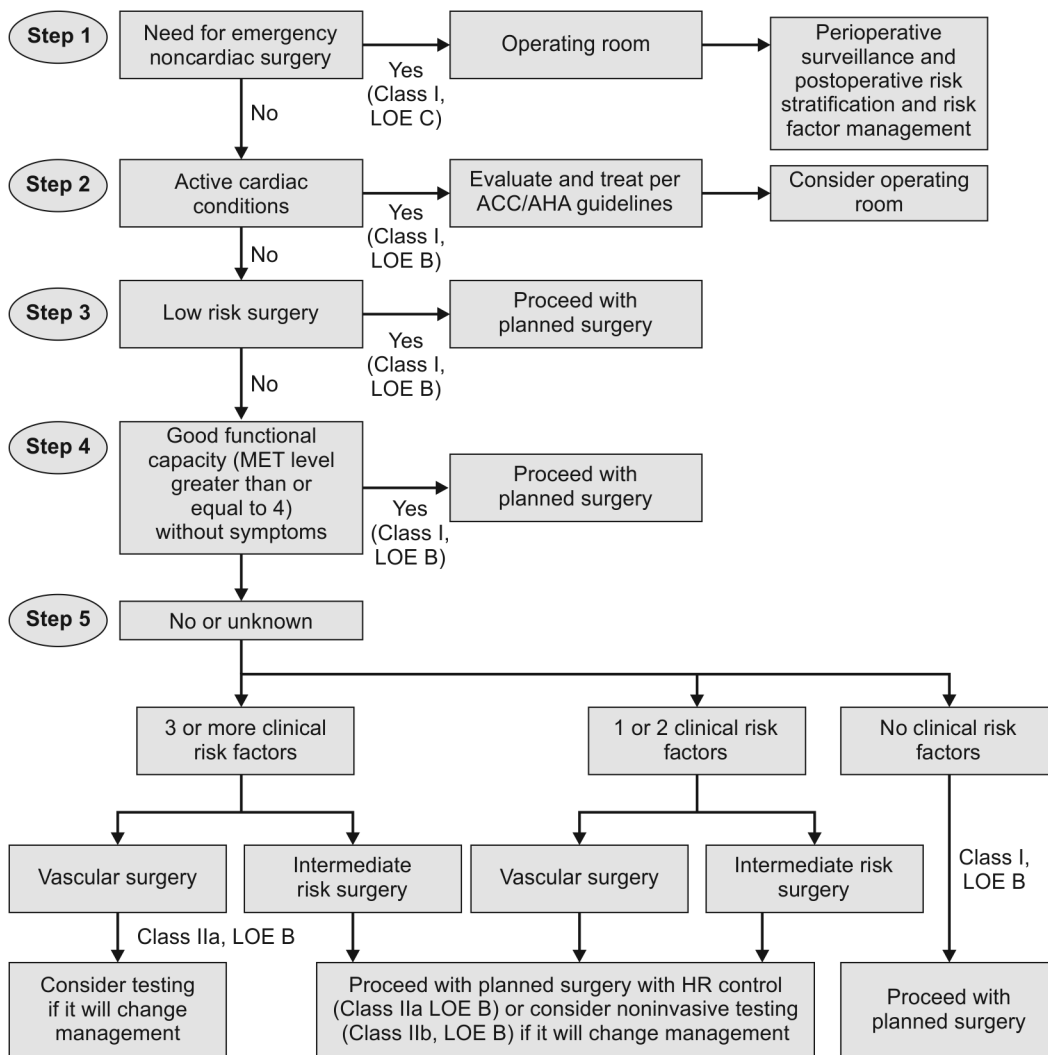 Step 1
Need for emergency
noncardiac surgery
Yes
(Class I,
LOE C)
Operating room
Perioperative
surveillance and
postoperative risk
stratification and risk
factor management
No
Step 2
Active cardiac
conditions
Yes
(Class I,
LOE B)
Evaluate and treat per
ACC/AHA guidelines
Consider operating
room
No
Step 3
Low risk surgery
Yes
(Class I,
LOE B)
Proceed with
planned surgery
No
Step 4
Good functional
capacity (MET level
greater than or
equal to 4)
without symptoms
Yes
(Class I,
LOE B)
Proceed with
planned surgery
Step 5
No or unknown
3 or more clinical
risk factors
1 or 2 clinical risk
factors
No clinical risk
factors
Vascular surgery
Intermediate
risk surgery
Vascular surgery
Intermediate risk
surgery
Class I,
LOE B
Class IIa, LOE B
Consider testing
if it will change
management
Proceed with planned surgery with HR control
(Class IIa LOE B) or consider noninvasive testing
(Class IIb, LOE B) if it will change management
Proceed with
planned surgery